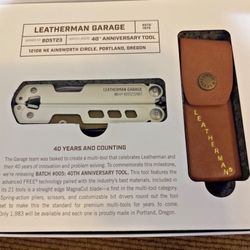 LEATHERMAN GARAGE
ESTD
1975
BDST23
40th ANNIVERSARY TOOL
12106 NE AINSWORTH CIRCLE, PORTLAND, OREGON
LEATHERMAN GARAGE
LEATHERMAN®
40 YEARS AND COUNTING
The Garage team was tasked to create a multi-tool that celebrates Leatherman and their
40 years of innovation and problem solving. To commemorate this milestone,
we're releasing BATCH #005: 40TH ANNIVERSARY TOOL. This tool features the
advanced FREE® technology paired with the industry's best materials. Included in
its 21 tools is a straight edge MagnaCut blade—a first in the multi-tool category.
Spring-action pliers, scissors, and customizable bit drivers round out the tool to
set the standard for premium multi-tools for years to come.
Only 1,983 will be available and each one is proudly made in Portland, Oregon.